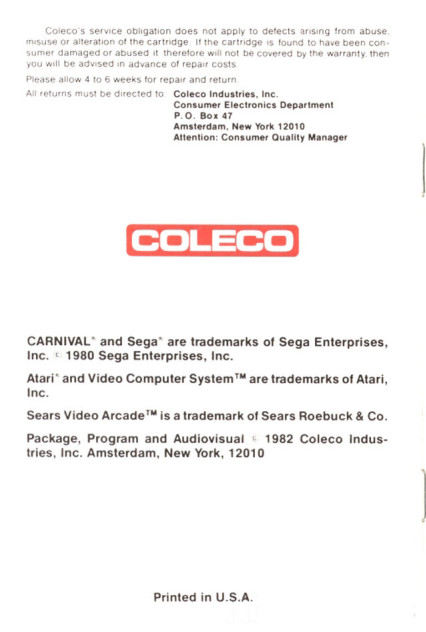 Coleco's service obligation does not apply to defects arising from abuse,
misuse or alteration of the cartridge. If the cartridge is found to have been con-
sumer damaged or abused it therefore will not be covered by the warranty, then
you will be advised in advance of repair costs.
Please allow 4 to 6 weeks for repair and return.
All returns must be directed to: Coleco Industries, Inc.
Consumer Electronics Department
P.O. Box 47
Amsterdam, New York 12010
Attention: Consumer Quality Manager
COLECO
CARNIVAL® and Sega® are trademarks of Sega Enterprises,
Inc. © 1980 Sega Enterprises, Inc.
Atari® and Video Computer System™ are trademarks of Atari,
Inc.
Sears Video Arcade™ is a trademark of Sears Roebuck & Co.
Package, Program and Audiovisual © 1982 Coleco Indus-
tries, Inc. Amsterdam, New York, 12010
Printed in U.S.A.